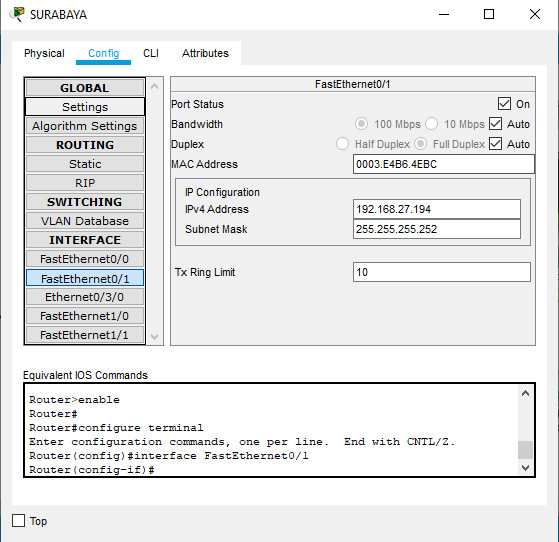 SURABAYA
Physical Config CLI Attributes
GLOBAL
Settings
Algorithm Settings
ROUTING
Static
RIP
SWITCHING
VLAN Database
INTERFACE
FastEthernet0/0
FastEthernet0/1
Ethernet0/3/0
FastEthernet1/0
FastEthernet1/1
FastEthernet0/1
Port Status On
Bandwidth 100 Mbps 10 Mbps Auto
Duplex Half Duplex Full Duplex Auto
MAC Address 0003.E4B6.4EBC
IP Configuration
IPv4 Address 192.168.27.194
Subnet Mask 255.255.255.252
Tx Ring Limit 10
Equivalent IOS Commands
Router>enable
Router#
Router#configure terminal
Enter configuration commands, one per line. End with CNTL/Z.
Router(config)#interface FastEthernet0/1
Router(config-if)#
Top